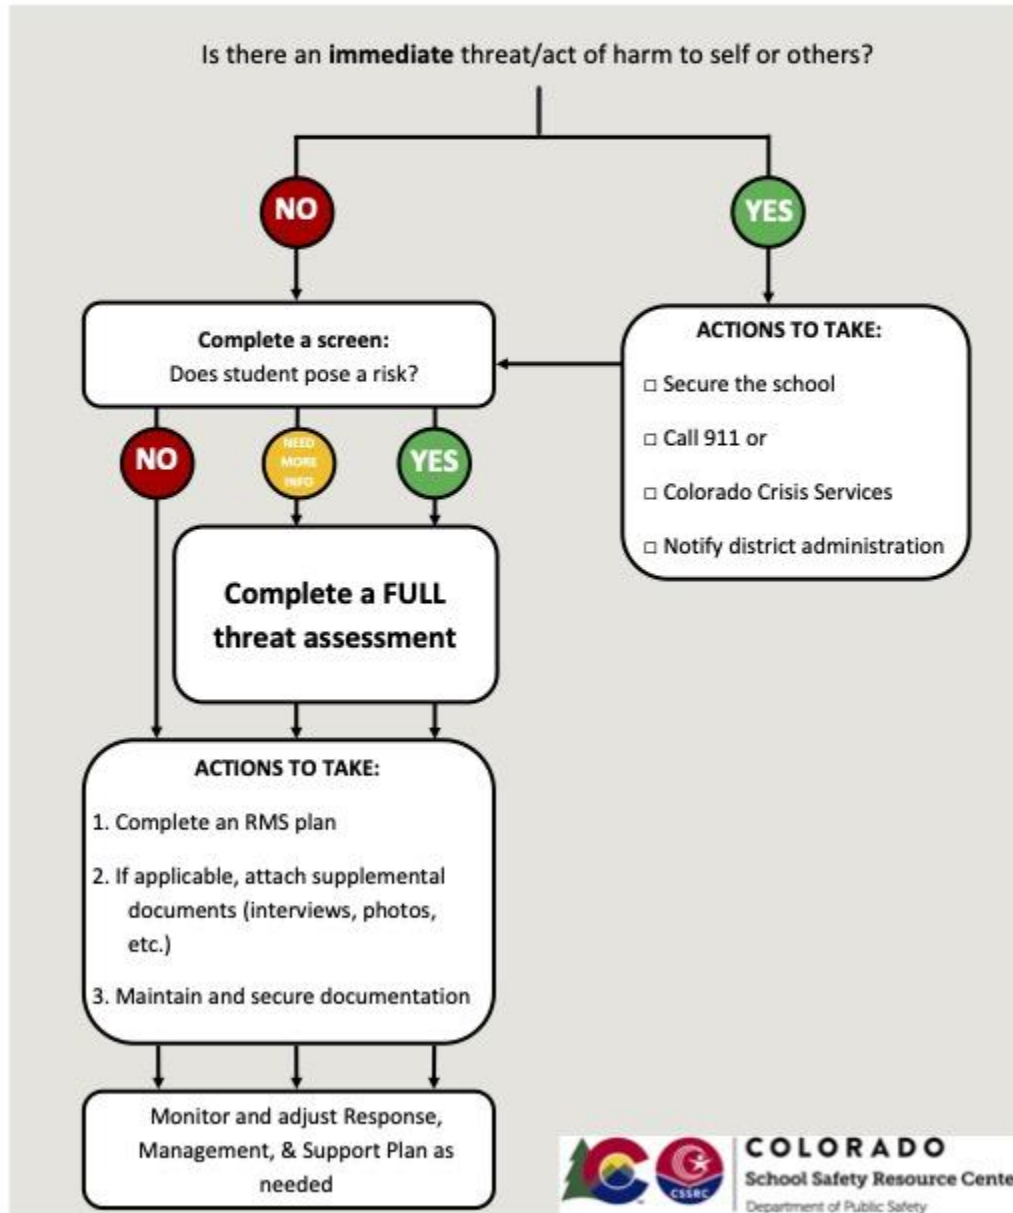 Is there an immediate threat/act of harm to self or others?
NO
YES
Complete a screen:
Does student pose a risk?
ACTIONS TO TAKE:
□ Secure the school
□ Call 911 or
□ Colorado Crisis Services
□ Notify district administration
NO
NEED
MORE
INFO
YES
Complete a FULL
threat assessment
ACTIONS TO TAKE:
1. Complete an RMS plan
2. If applicable, attach supplemental
documents (interviews, photos,
etc.)
3. Maintain and secure documentation
Monitor and adjust Response,
Management, & Support Plan as
needed
CSSRC
COLORADO
School Safety Resource Cente
Department of Public Safety